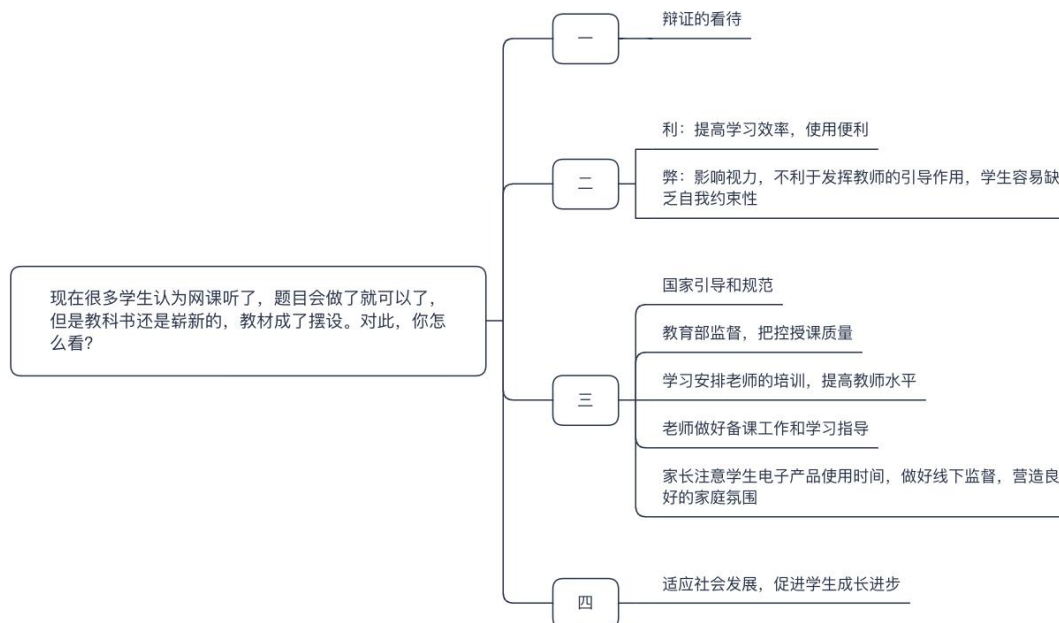 现在很多学生认为网课听了，题目会做了就可以了，
但是教科书还是崭新的，教材成了摆设。对此，你怎
么看？
一
辩证的看待
二
利：提高学习效率，使用便利
弊：影响视力，不利于发挥教师的引导作用，学生容易缺
乏自我约束性
三
国家引导和规范
教育部监督，把控授课质量
学习安排老师的培训，提高教师水平
老师做好备课工作和学习指导
家长注意学生电子产品使用时间，做好线下监督，营造良
好的家庭氛围
四
适应社会发展，促进学生成长进步